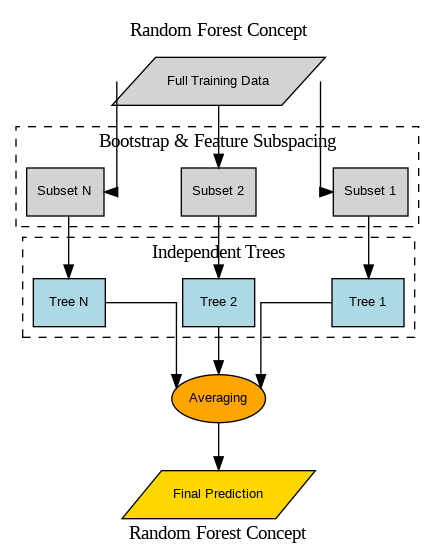 Random Forest Concept
Full Training Data
Bootstrap & Feature Subspacing
Subset N
Subset 2
Subset 1
Independent Trees
Tree N
Tree 2
Tree 1
Averaging
Final Prediction
Random Forest Concept